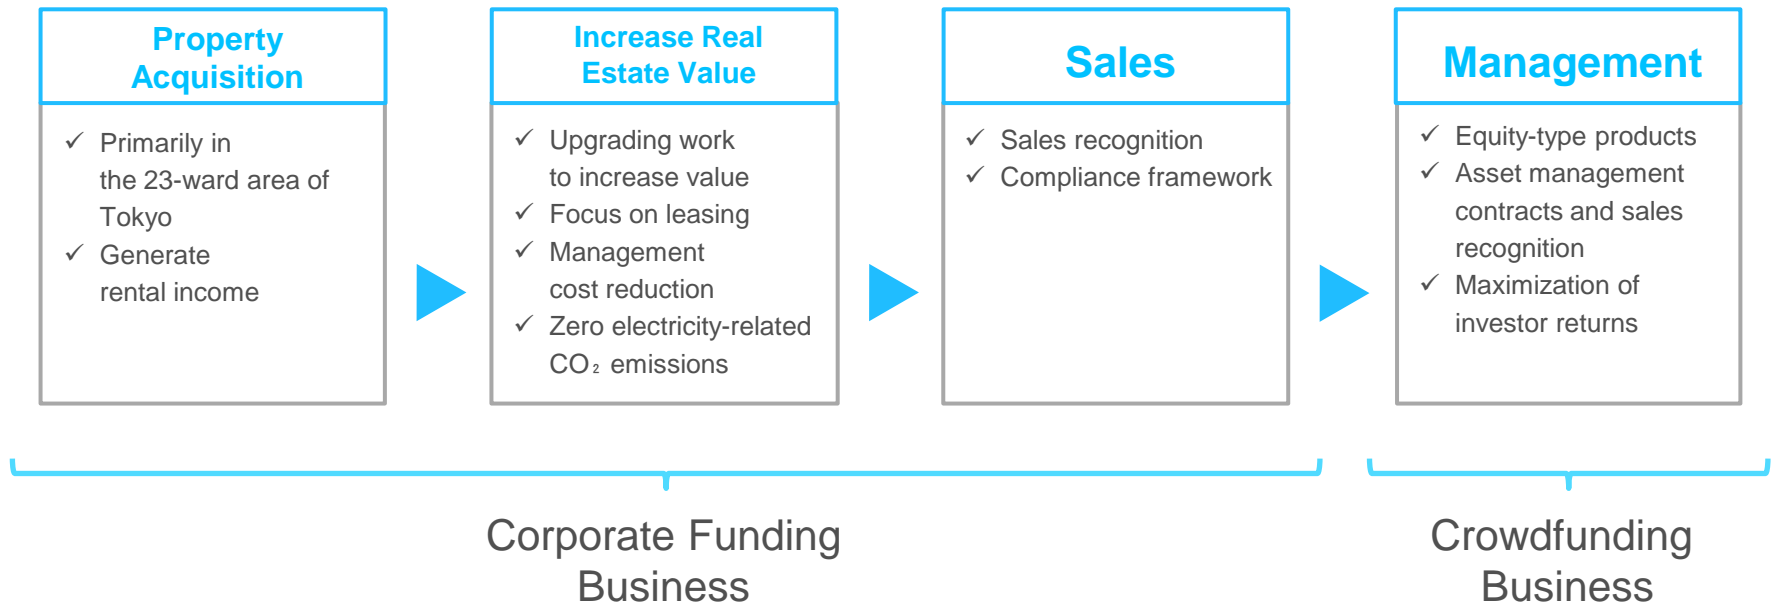 Property
Acquisition
✓ Primarily in
the 23-ward area of
Tokyo
✓ Generate
rental income
Increase Real
Estate Value
✓ Upgrading work
to increase value
✓ Focus on leasing
✓ Management
cost reduction
✓ Zero electricity-related
CO₂ emissions
Sales
✓ Sales recognition
✓ Compliance framework
Management
✓ Equity-type products
✓ Asset management
contracts and sales
recognition
✓ Maximization of
investor returns
Corporate Funding
Business
Crowdfunding
Business